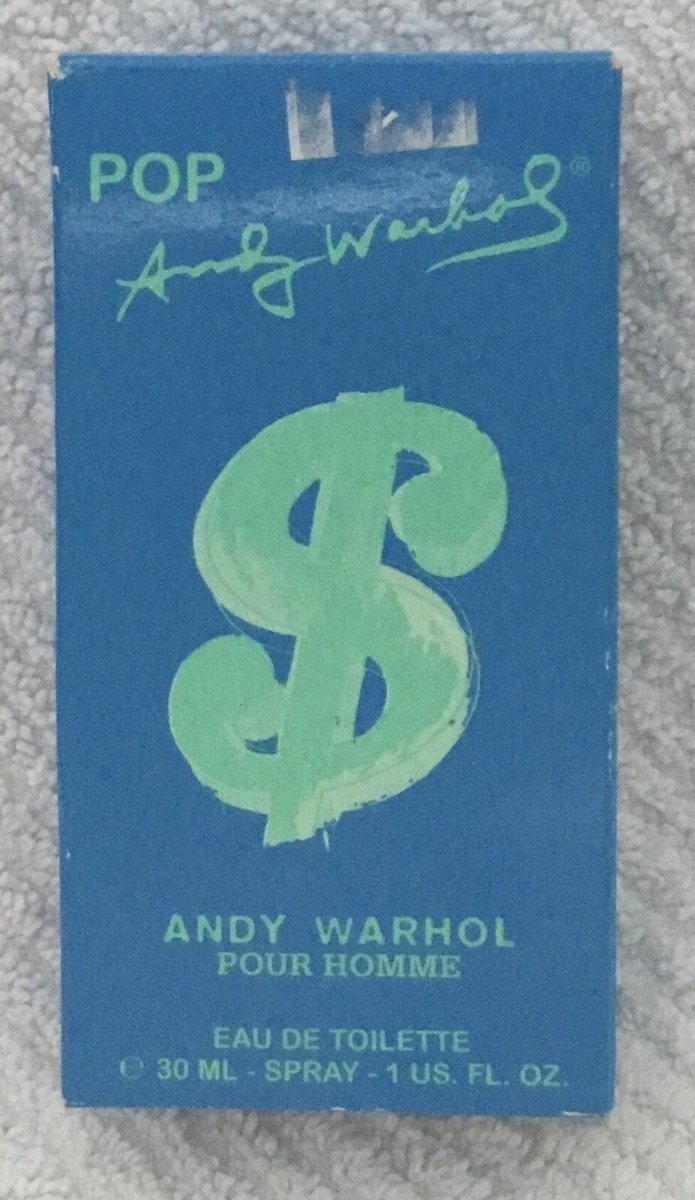 POP
Andy Warhol®
$
ANDY WARHOL
POUR HOMME
EAU DE TOILETTE
℮ 30 ML - SPRAY - 1 US. FL. OZ.